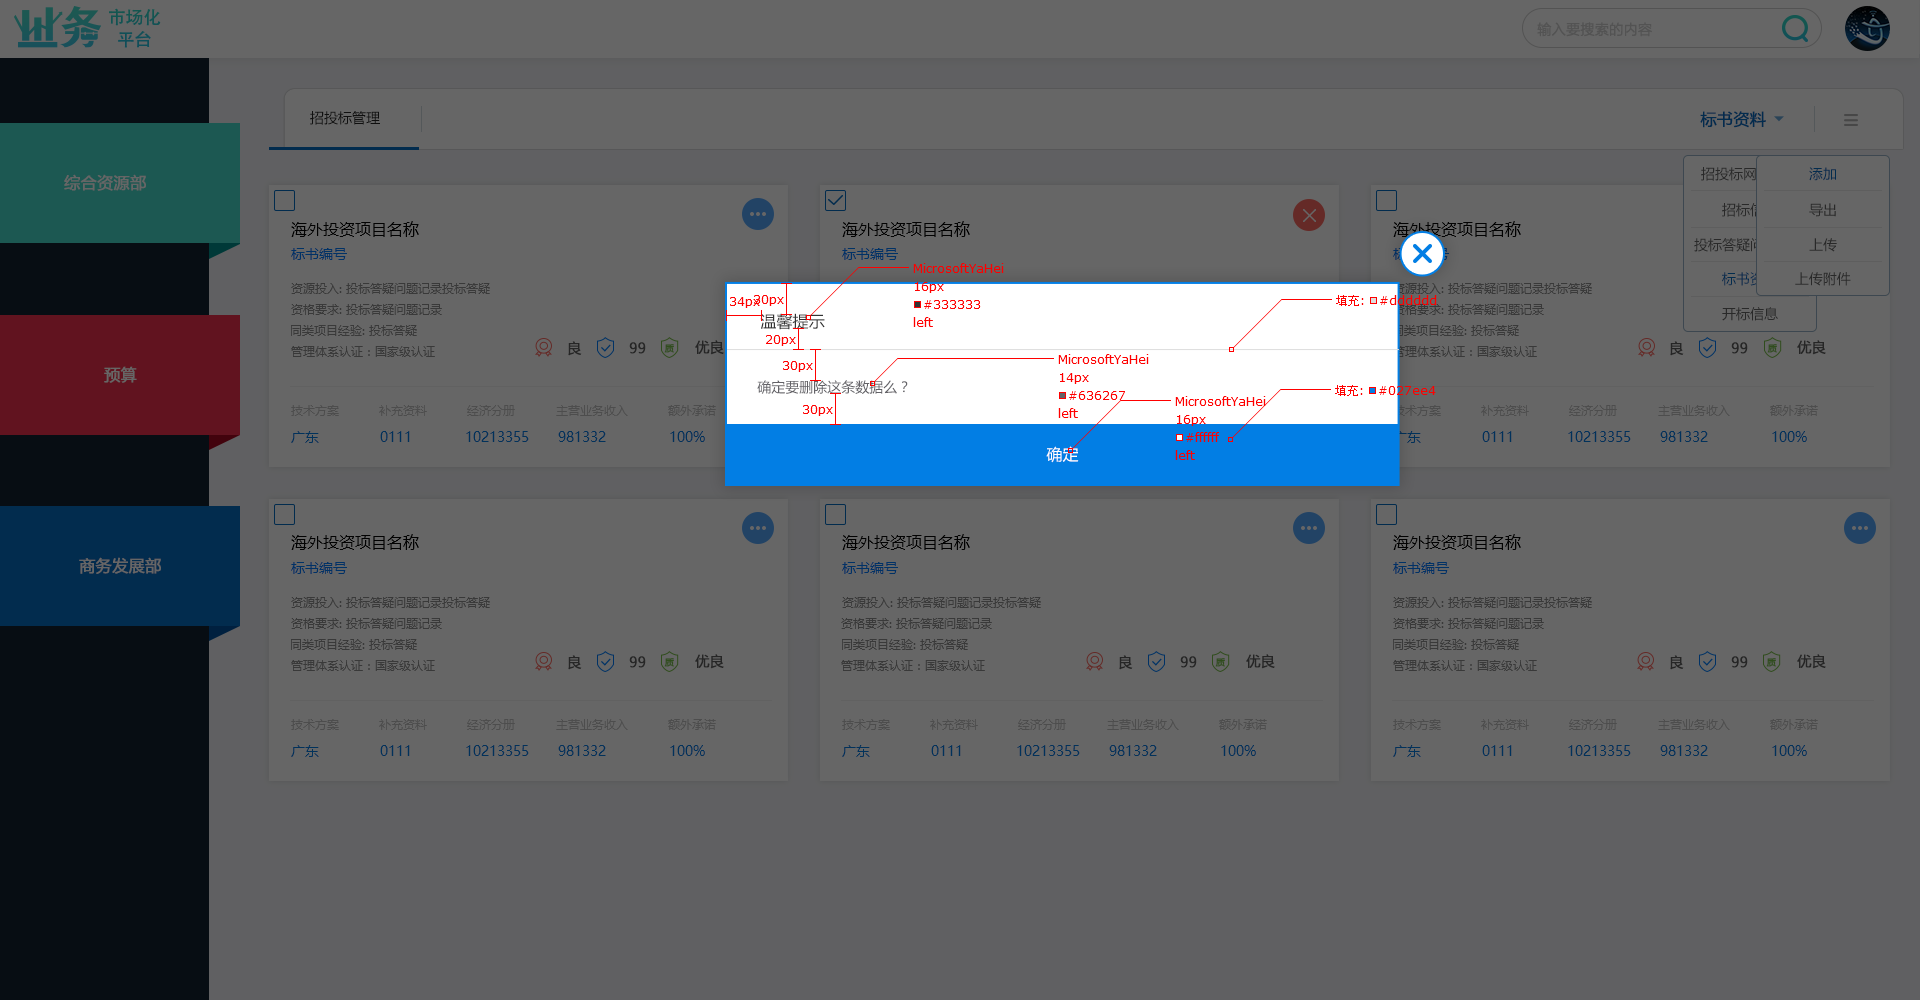 业务 市场化
平台
输入要搜索的内容
招投标管理
标书资料
综合资源部
预算
商务发展部
招投标网
招标信
投标答疑问
标书资
开标信息
添加
导出
上传
上传附件
海外投资项目名称
标书编号
资源投入: 投标答疑问题记录投标答疑
资格要求: 投标答疑问题记录
同类项目经验: 投标答疑
管理体系认证：国家级认证
良 99 优良
技术方案 补充资料 经济分册 主营业务收入 额外承诺
广东 0111 10213355 981332 100%
海外投资项目名称
标书编号
海外投资项目名称
资源投入: 投标答疑问题记录投标答疑
资格要求: 投标答疑问题记录
同类项目经验: 投标答疑
管理体系认证：国家级认证
良 99 优良
技术方案 补充资料 经济分册 主营业务收入 额外承诺
广东 0111 10213355 981332 100%
34px
30px
温馨提示
20px
MicrosoftYaHei
16px
#333333
left
填充: #dddddd
30px
确定要删除这条数据么？
30px
MicrosoftYaHei
14px
#636267
left
填充: #027ee4
MicrosoftYaHei
16px
#ffffff
left
确定
海外投资项目名称
标书编号
资源投入: 投标答疑问题记录投标答疑
资格要求: 投标答疑问题记录
同类项目经验: 投标答疑
管理体系认证：国家级认证
良 99 优良
技术方案 补充资料 经济分册 主营业务收入 额外承诺
广东 0111 10213355 981332 100%
海外投资项目名称
标书编号
资源投入: 投标答疑问题记录投标答疑
资格要求: 投标答疑问题记录
同类项目经验: 投标答疑
管理体系认证：国家级认证
良 99 优良
技术方案 补充资料 经济分册 主营业务收入 额外承诺
广东 0111 10213355 981332 100%
海外投资项目名称
标书编号
资源投入: 投标答疑问题记录投标答疑
资格要求: 投标答疑问题记录
同类项目经验: 投标答疑
管理体系认证：国家级认证
良 99 优良
技术方案 补充资料 经济分册 主营业务收入 额外承诺
广东 0111 10213355 981332 100%